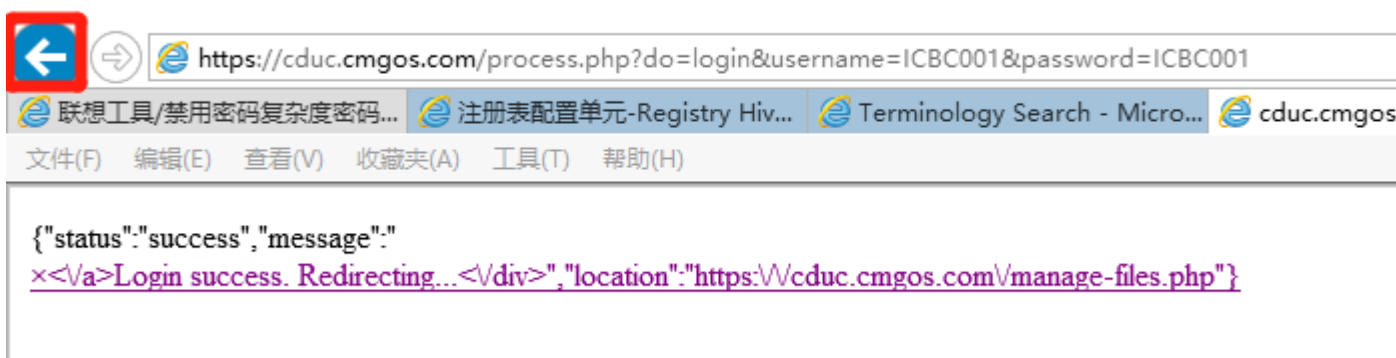 https://cduc.cmgos.com/process.php?do=login&username=ICBC001&password=ICBC001
联想工具/禁用密码复杂度密码... 注册表配置单元-Registry Hiv... Terminology Search - Micro... cduc.cmgos
文件(F) 编辑(E) 查看(V) 收藏夹(A) 工具(T) 帮助(H)
{"status":"success","message":"
×<\/a>Login success. Redirecting...<\/div>","location":"https:\/\/cduc.cmgos.com\/manage-files.php"}